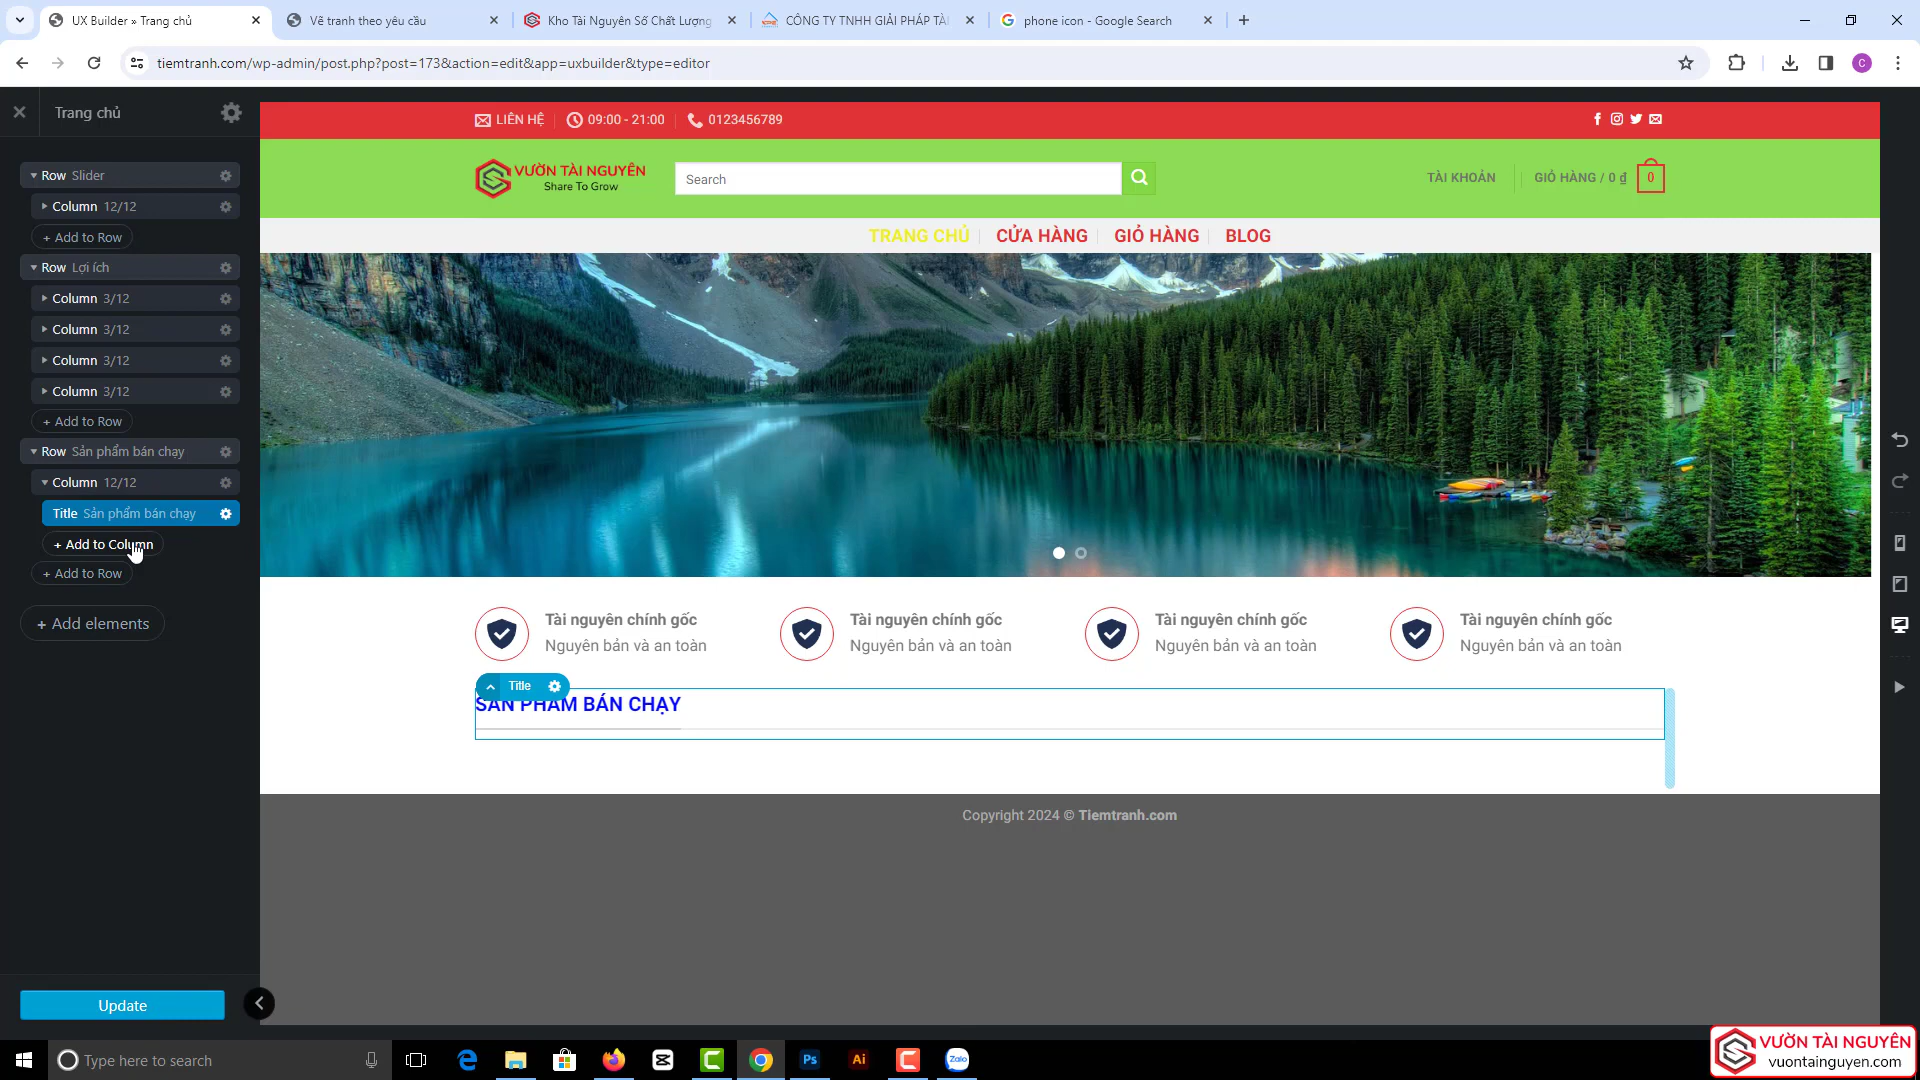 UX Builder » Trang chủ
Vẽ tranh theo yêu cầu
Kho Tài Nguyên Số Chất Lượng
CÔNG TY TNHH GIẢI PHÁP TÀI
phone icon - Google Search
tiemtranh.com/wp-admin/post.php?post=173&action=edit&app=uxbuilder&type=editor
C
Trang chủ
Row Slider
Column 12/12
+ Add to Row
Row Lợi ích
Column 3/12
Column 3/12
Column 3/12
Column 3/12
+ Add to Row
Row Sản phẩm bán chạy
Column 12/12
Title Sản phẩm bán chạy
+ Add to Column
+ Add to Row
+ Add elements
Update
LIÊN HỆ
09:00 - 21:00
0123456789
VƯỜN TÀI NGUYÊN
Share To Grow
Search
TÀI KHOẢN
GIỎ HÀNG / 0 ₫
0
TRANG CHỦ
CỬA HÀNG
GIỎ HÀNG
BLOG
Tài nguyên chính gốc
Nguyên bản và an toàn
Tài nguyên chính gốc
Nguyên bản và an toàn
Tài nguyên chính gốc
Nguyên bản và an toàn
Tài nguyên chính gốc
Nguyên bản và an toàn
Title
SẢN PHẨM BÁN CHẠY
Copyright 2024 © Tiemtranh.com
Type here to search
Ps
Ai
Zalo
VƯỜN TÀI NGUYÊN
vuontainguyen.com